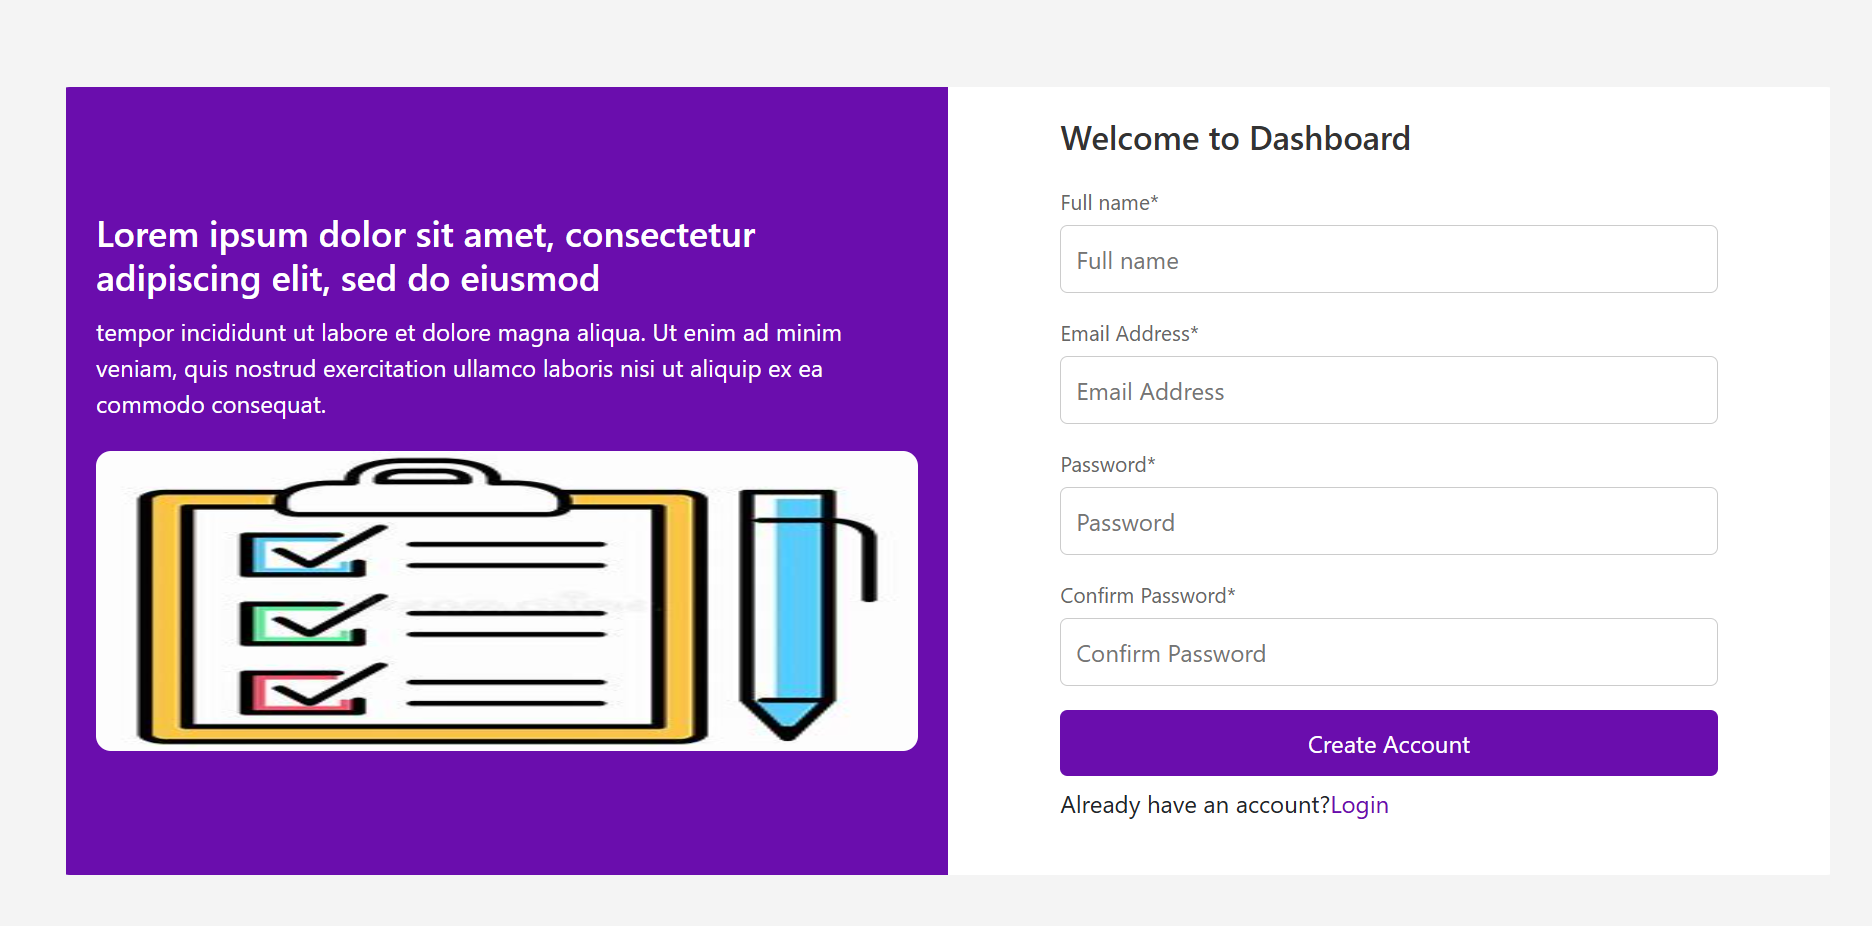 Lorem ipsum dolor sit amet, consectetur
adipiscing elit, sed do eiusmod
tempor incididunt ut labore et dolore magna aliqua. Ut enim ad minim
veniam, quis nostrud exercitation ullamco laboris nisi ut aliquip ex ea
commodo consequat.
Welcome to Dashboard
Full name*
Full name
Email Address*
Email Address
Password*
Password
Confirm Password*
Confirm Password
Create Account
Already have an account?Login